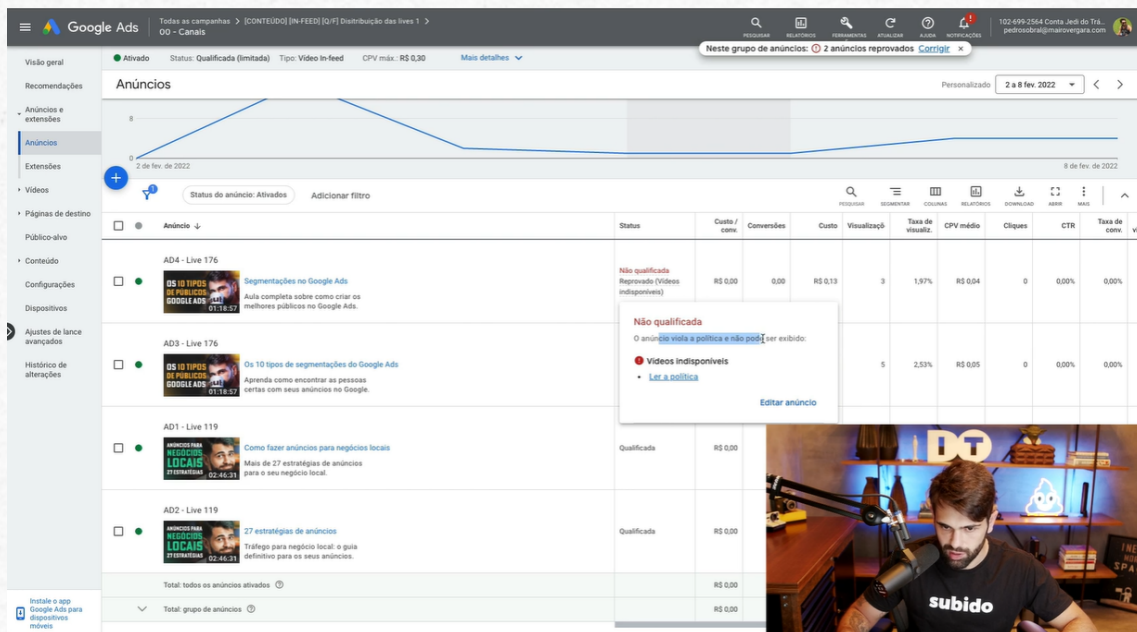 Google Ads
Todas as campanhas > [CONTEÚDO] [IN-FEED] [Q/F] Disitribuição das lives 1 >
00 - Canais
PESQUISAR
RELATÓRIOS
FERRAMENTAS
ATUALIZAR
AJUDA
NOTIFICAÇÕES
102-699-2564 Conta Jedi do Trá...
pedrosobral@mairovergara.com
Neste grupo de anúncios: 2 anúncios reprovados Corrigir ×
Visão geral
Recomendações
Anúncios e
extensões
Anúncios
Extensões
Vídeos
Páginas de destino
Público-alvo
Conteúdo
Configurações
Dispositivos
Ajustes de lance
avançados
Histórico de
alterações
Instale o app
Google Ads para
dispositivos
móveis
Ativado Status: Qualificada (limitada) Tipo: Vídeo In-feed CPV máx.: R$ 0,30 Mais detalhes
Anúncios
Personalizado 2 a 8 fev. 2022
8
0
2 de fev. de 2022 8 de fev. de 2022
Status do anúncio: Ativados Adicionar filtro
PESQUISAR SEGMENTAR COLUNAS RELATÓRIOS DOWNLOAD ABRIR MAIS
Anúncio Status Custo / conv. Conversões Custo Visualizaçõ Taxa de visualiz. CPV médio Cliques CTR Taxa de conv.
AD4 - Live 176
OS 10 TIPOS
DE PÚBLICOS
GOOGLE ADS
01:18:57
Segmentações no Google Ads
Aula completa sobre como criar os
melhores públicos no Google Ads.
Não qualificada
Reprovado (Vídeos
indisponíveis)
R$ 0,00 0,00 R$ 0,13 3 1,97% R$ 0,04 0 0,00% 0,00%
Não qualificada
O anúncio viola a política e não pode ser exibido:
Vídeos indisponíveis
Ler a política
Editar anúncio
AD3 - Live 176
OS 10 TIPOS
DE PÚBLICOS
GOOGLE ADS
01:18:57
Os 10 tipos de segmentações do Google Ads
Aprenda como encontrar as pessoas
certas com seus anúncios no Google.
5 2,53% R$ 0,05 0 0,00% 0,00%
AD1 - Live 119
ANÚNCIOS PARA
NEGÓCIOS
LOCAIS
27 ESTRATÉGIAS
02:46:31
Como fazer anúncios para negócios locais
Mais de 27 estratégias de anúncios
para o seu negócio local.
Qualificada R$ 0,00
AD2 - Live 119
ANÚNCIOS PARA
NEGÓCIOS
LOCAIS
27 ESTRATÉGIAS
02:46:31
27 estratégias de anúncios
Tráfego para negócio local: o guia
definitivo para os seus anúncios.
Qualificada R$ 0,00
Total: todos os anúncios ativados R$ 0,00
Total: grupo de anúncios R$ 0,00
DT
subido